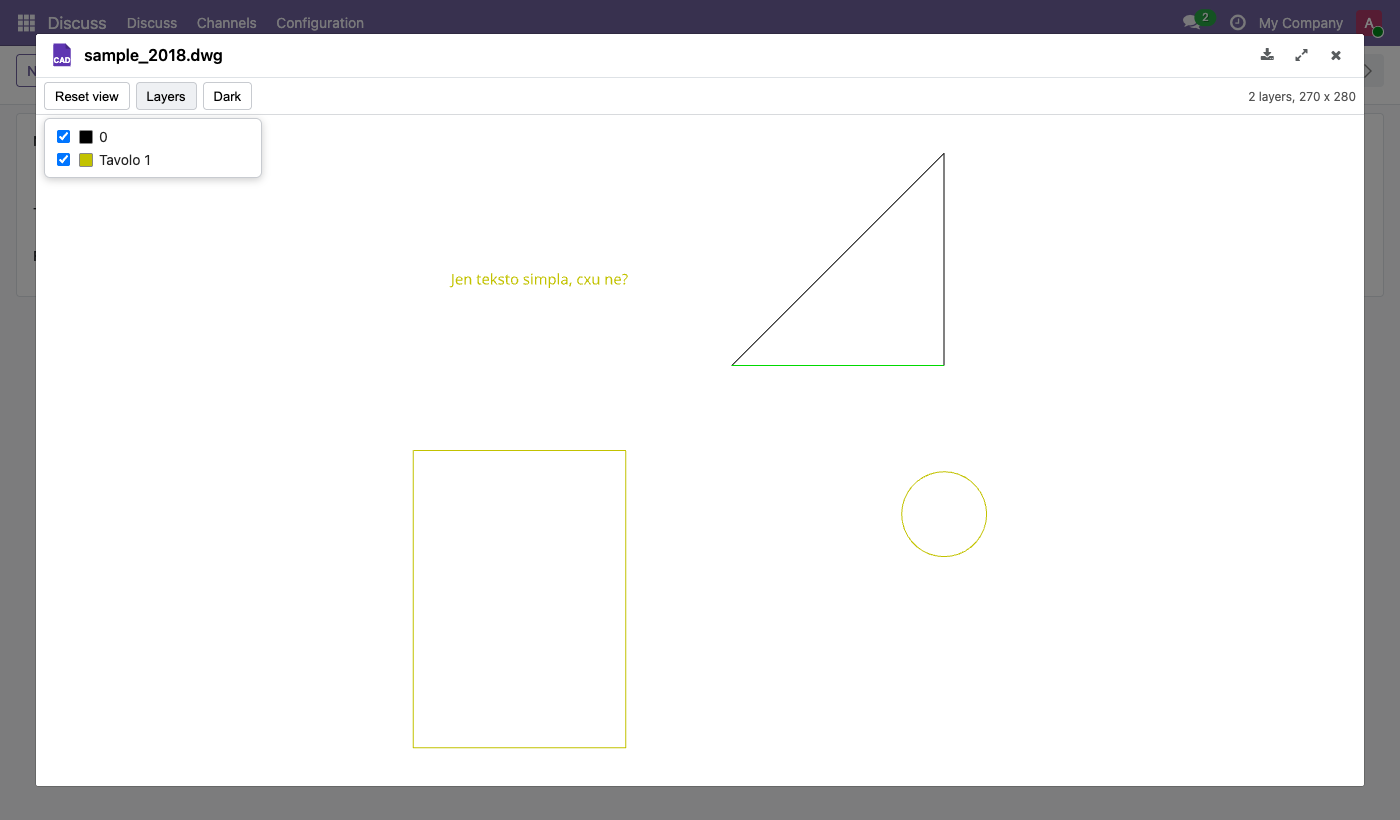 Discuss Discuss Channels Configuration 2 My Company A
CAD sample_2018.dwg
Reset view Layers Dark 2 layers, 270 x 280
0
Tavolo 1
Jen teksto simpla, cxu ne?